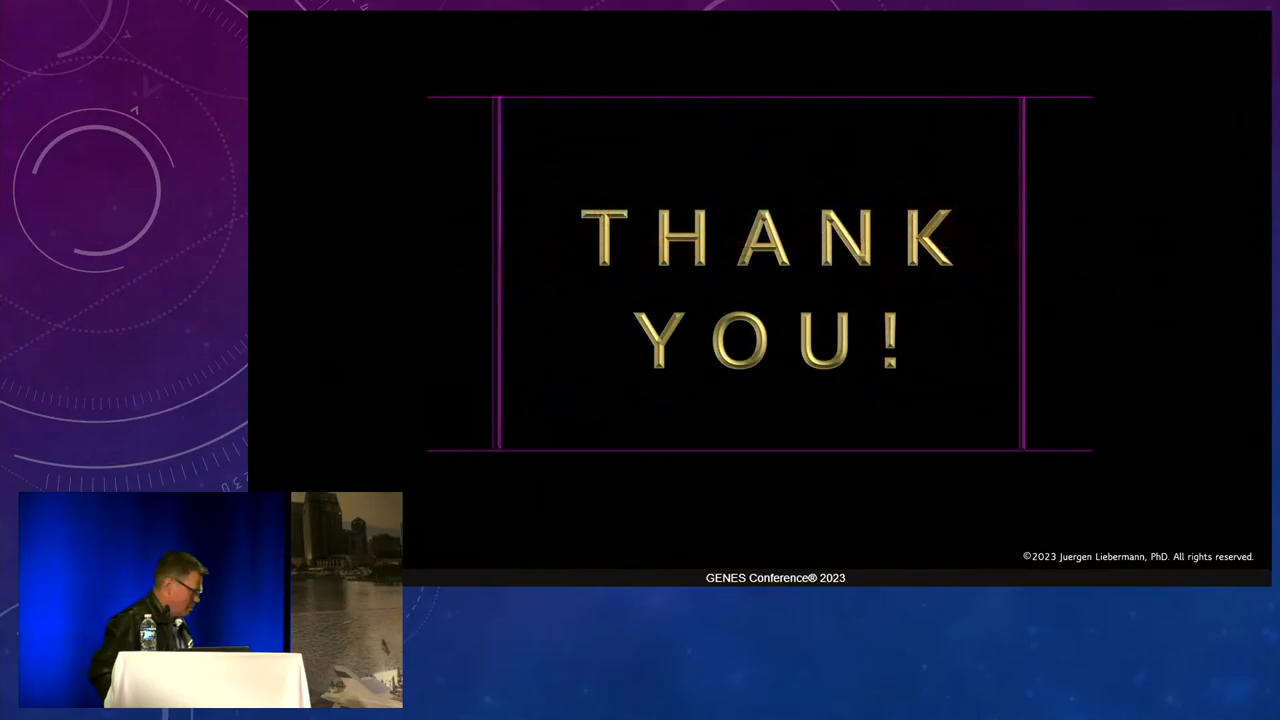 THANK
YOU!
©2023 Juergen Liebermann, PhD. All rights reserved.
GENES Conference® 2023